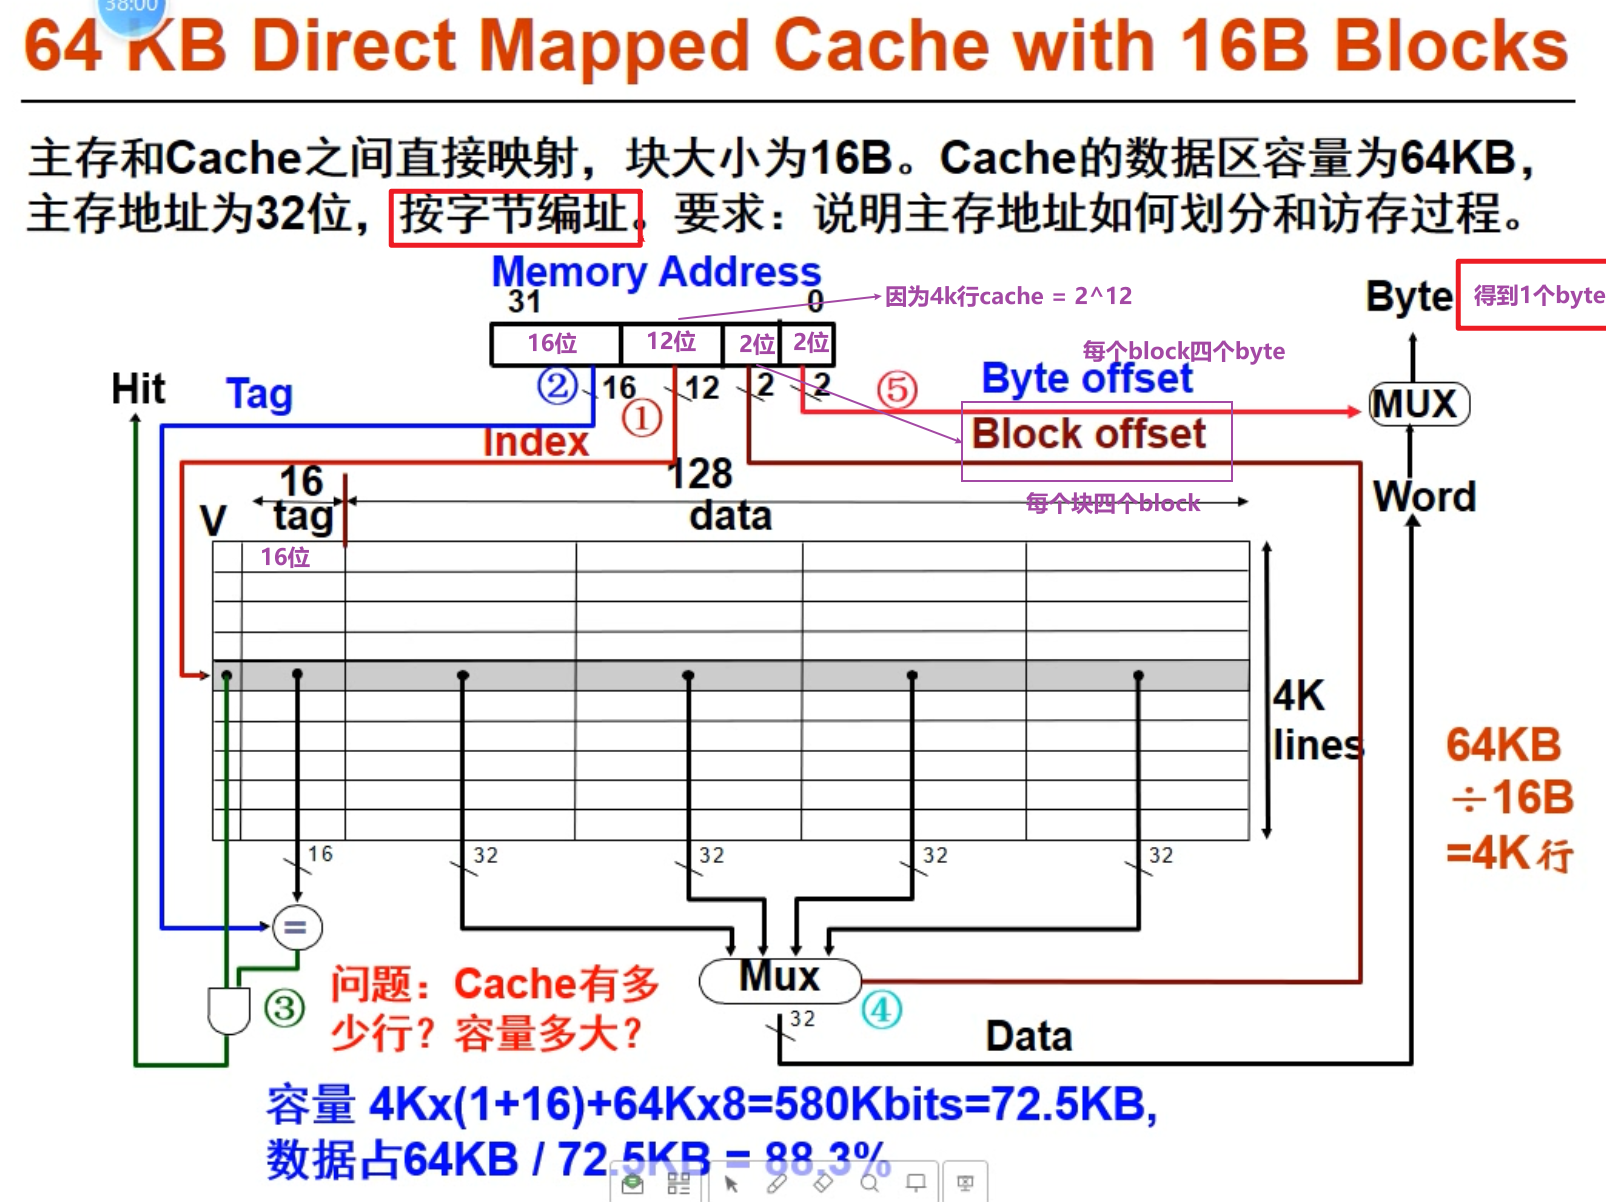 38:00
64 KB Direct Mapped Cache with 16B Blocks
主存和Cache之间直接映射，块大小为16B。Cache的数据区容量为64KB，
主存地址为32位，按字节编址。要求：说明主存地址如何划分和访存过程。
Memory Address
31 0
因为4k行cache = 2^12
Byte
得到1个byte
16位 12位 2位 2位
每个block四个byte
Hit
Tag
② 16 ① 12 2 2
⑤
Byte offset
MUX
Index
Block offset
16
128
每个块四个block
Word
V
tag
data
16位
4K
lines
64KB
÷16B
=4K行
16 32 32 32 32
=
③
问题：Cache有多
少行？容量多大？
Mux
④
32
Data
容量 4Kx(1+16)+64Kx8=580Kbits=72.5KB,
数据占64KB / 72.5KB = 88.3%